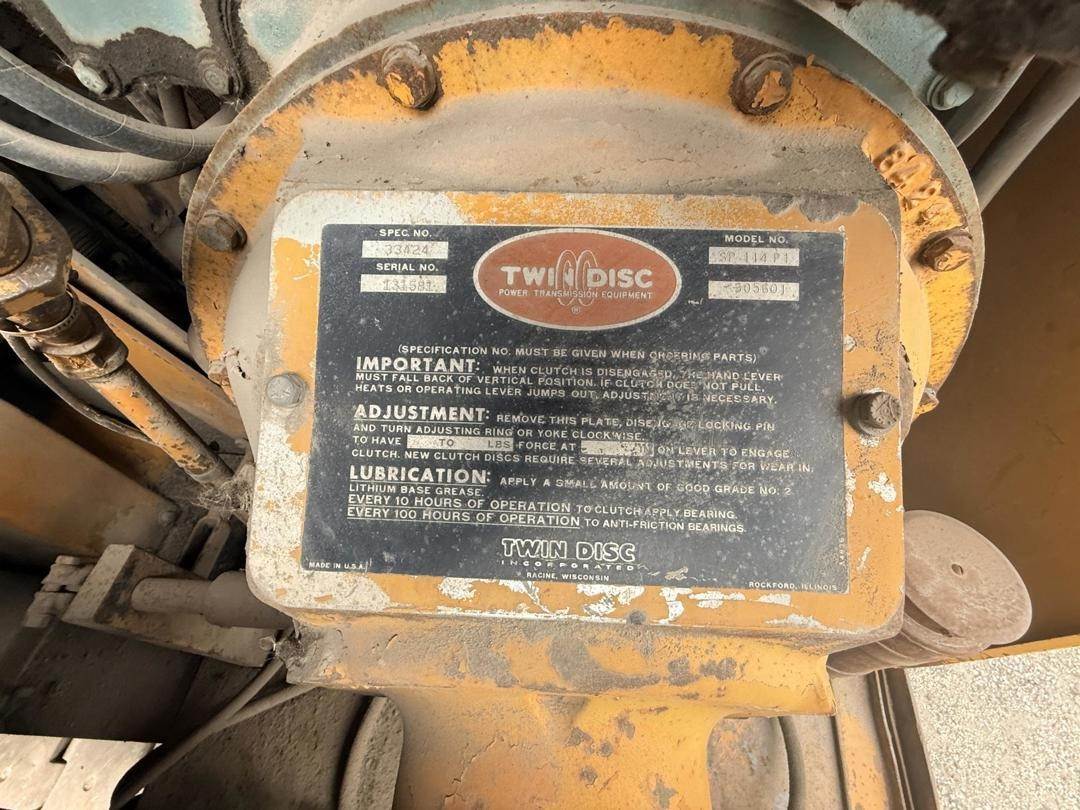 SPEC. NO.
33424
SERIAL NO.
131581
TWIN DISC
POWER TRANSMISSION EQUIPMENT
®
MODEL NO.
SP 114 P1
(SPECIFICATION NO. MUST BE GIVEN WHEN ORDERING PARTS)
IMPORTANT: WHEN CLUTCH IS DISENGAGED, THE HAND LEVER
MUST FALL BACK OF VERTICAL POSITION. IF CLUTCH DOES NOT PULL,
HEATS OR OPERATING LEVER JUMPS OUT, ADJUSTMENT IS NECESSARY.
ADJUSTMENT: REMOVE THIS PLATE, DISENGAGE LOCKING PIN
AND TURN ADJUSTING RING OR YOKE CLOCKWISE.
TO HAVE TO LBS FORCE AT ON LEVER TO ENGAGE
CLUTCH. NEW CLUTCH DISCS REQUIRE SEVERAL ADJUSTMENTS FOR WEAR IN.
LUBRICATION: APPLY A SMALL AMOUNT OF GOOD GRADE NO. 2
LITHIUM BASE GREASE.
EVERY 10 HOURS OF OPERATION TO CLUTCH APPLY BEARING.
EVERY 100 HOURS OF OPERATION TO ANTI-FRICTION BEARINGS.
TWIN DISC
INCORPORATED
MADE IN U.S.A.
RACINE, WISCONSIN
ROCKFORD, ILLINOIS